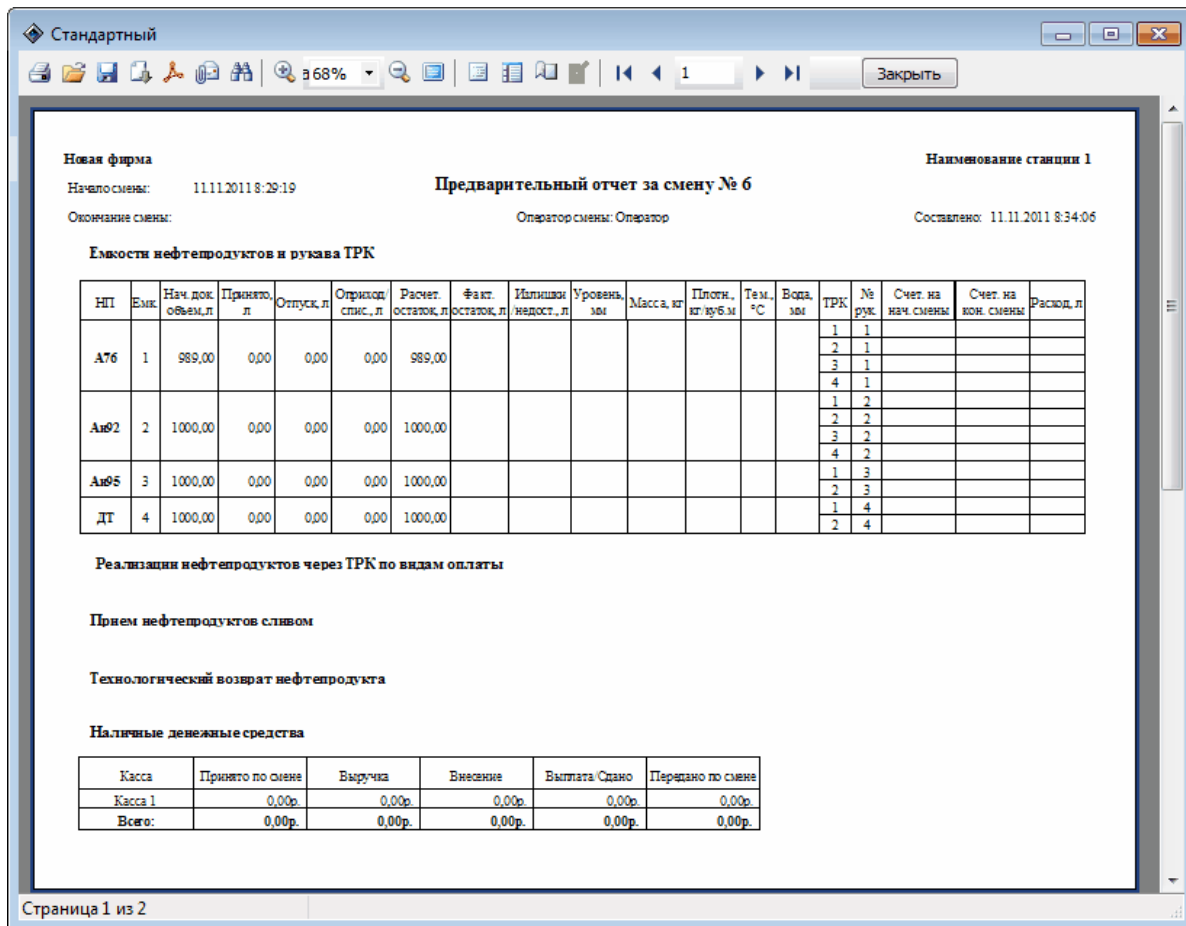 Стандартный
368% 1 Закрыть
Новая фирма Наименование станции 1
Начало смены: 11.11.2011 8:29:19 Предварительный отчет за смену № 6
Окончание смены: Оператор смены: Оператор Составлено: 11.11.2011 8:34:06
Емкости нефтепродуктов и рукава ТРК
НП Емк. Нач. док. объем, л Принято, л Отпуск, л Оприход/ спис., л Расчет. остаток, л Факт. остаток, л Излишки /недост., л Уровень, мм Масса, кг Плотн., кг/куб.м Тем., °C Вода, мм ТРК № рук. Счет. на нач. смены Счет. на кон. смены Расход, л
А76 1 989,00 0,00 0,00 0,00 989,00 1 1
2 1
3 1
4 1
Аи92 2 1000,00 0,00 0,00 0,00 1000,00 1 2
2 2
3 2
4 2
Аи95 3 1000,00 0,00 0,00 0,00 1000,00 1 3
2 3
ДТ 4 1000,00 0,00 0,00 0,00 1000,00 1 4
2 4
Реализации нефтепродуктов через ТРК по видам оплаты
Прием нефтепродуктов сливом
Технологический возврат нефтепродукта
Наличные денежные средства
Касса Принято по смене Выручка Внесение Выплата/Сдано Передано по смене
Касса 1 0,00р. 0,00р. 0,00р. 0,00р. 0,00р.
Всего: 0,00р. 0,00р. 0,00р. 0,00р. 0,00р.
Страница 1 из 2